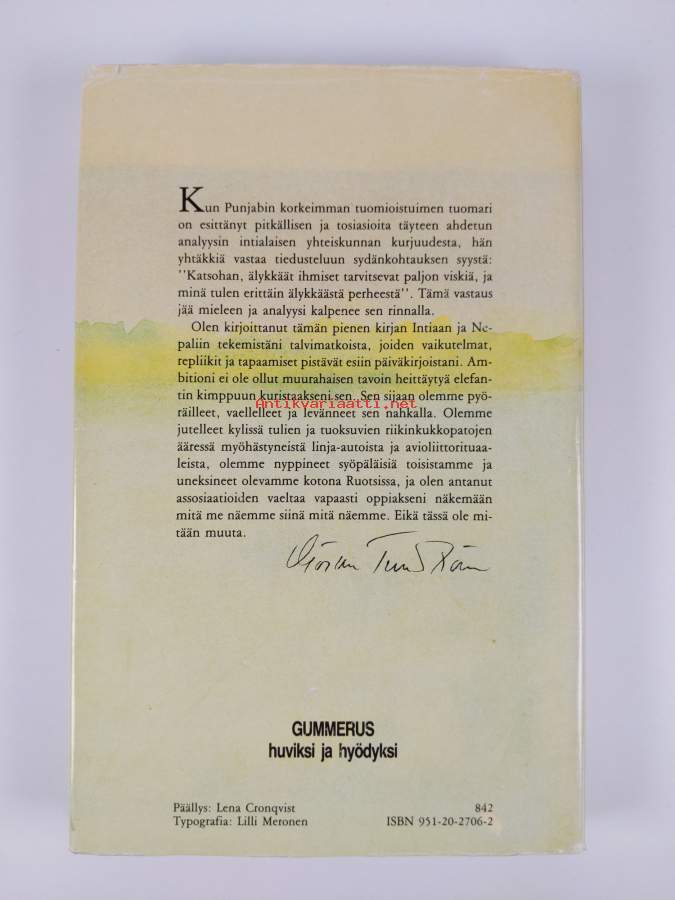 Kun Punjabin korkeimman tuomioistuimen tuomari
on esittänyt pitkällisen ja tosiasioita täyteen ahdetun
analyysin intialaisen yhteiskunnan kurjuudesta, hän
yhtäkkiä vastaa tiedusteluun sydänkohtauksen syystä:
''Katsohan, älykkäät ihmiset tarvitsevat paljon viskiä, ja
minä tulen erittäin älykkäästä perheestä''. Tämä vastaus
jää mieleen ja analyysi kalpenee sen rinnalla.
Olen kirjoittanut tämän pienen kirjan Intiaan ja Ne-
paliin tekemistäni talvimatkoista, joiden vaikutelmat,
repliikit ja tapaamiset pistävät esiin päiväkirjoistani. Am-
bitioni ei ole ollut muurahaisen tavoin heittäytyä elefan-
tin kimppuun kuristaakseni sen. Sen sijaan olemme pyö-
Antikvariaatti.net
räilleet, vaellelleet ja levänneet sen nahkalla. Olemme
jutelleet kylissä tulien ja tuoksuvien riikinkukkopatojen
ääressä myöhästyneistä linja-autoista ja avioliittorituaa-
leista, olemme nyppineet syöpäläisiä toisistamme ja
uneksineet olevamme kotona Ruotsissa, ja olen antanut
assosiaatioiden vaeltaa vapaasti oppiakseni näkemään
mitä me näemme siinä mitä näemme. Eikä tässä ole mi-
tään muuta.
Göran Tunström
GUMMERUS
huviksi ja hyödyksi
Päällys: Lena Cronqvist 842
Typografia: Lilli Meronen ISBN 951-20-2706-2